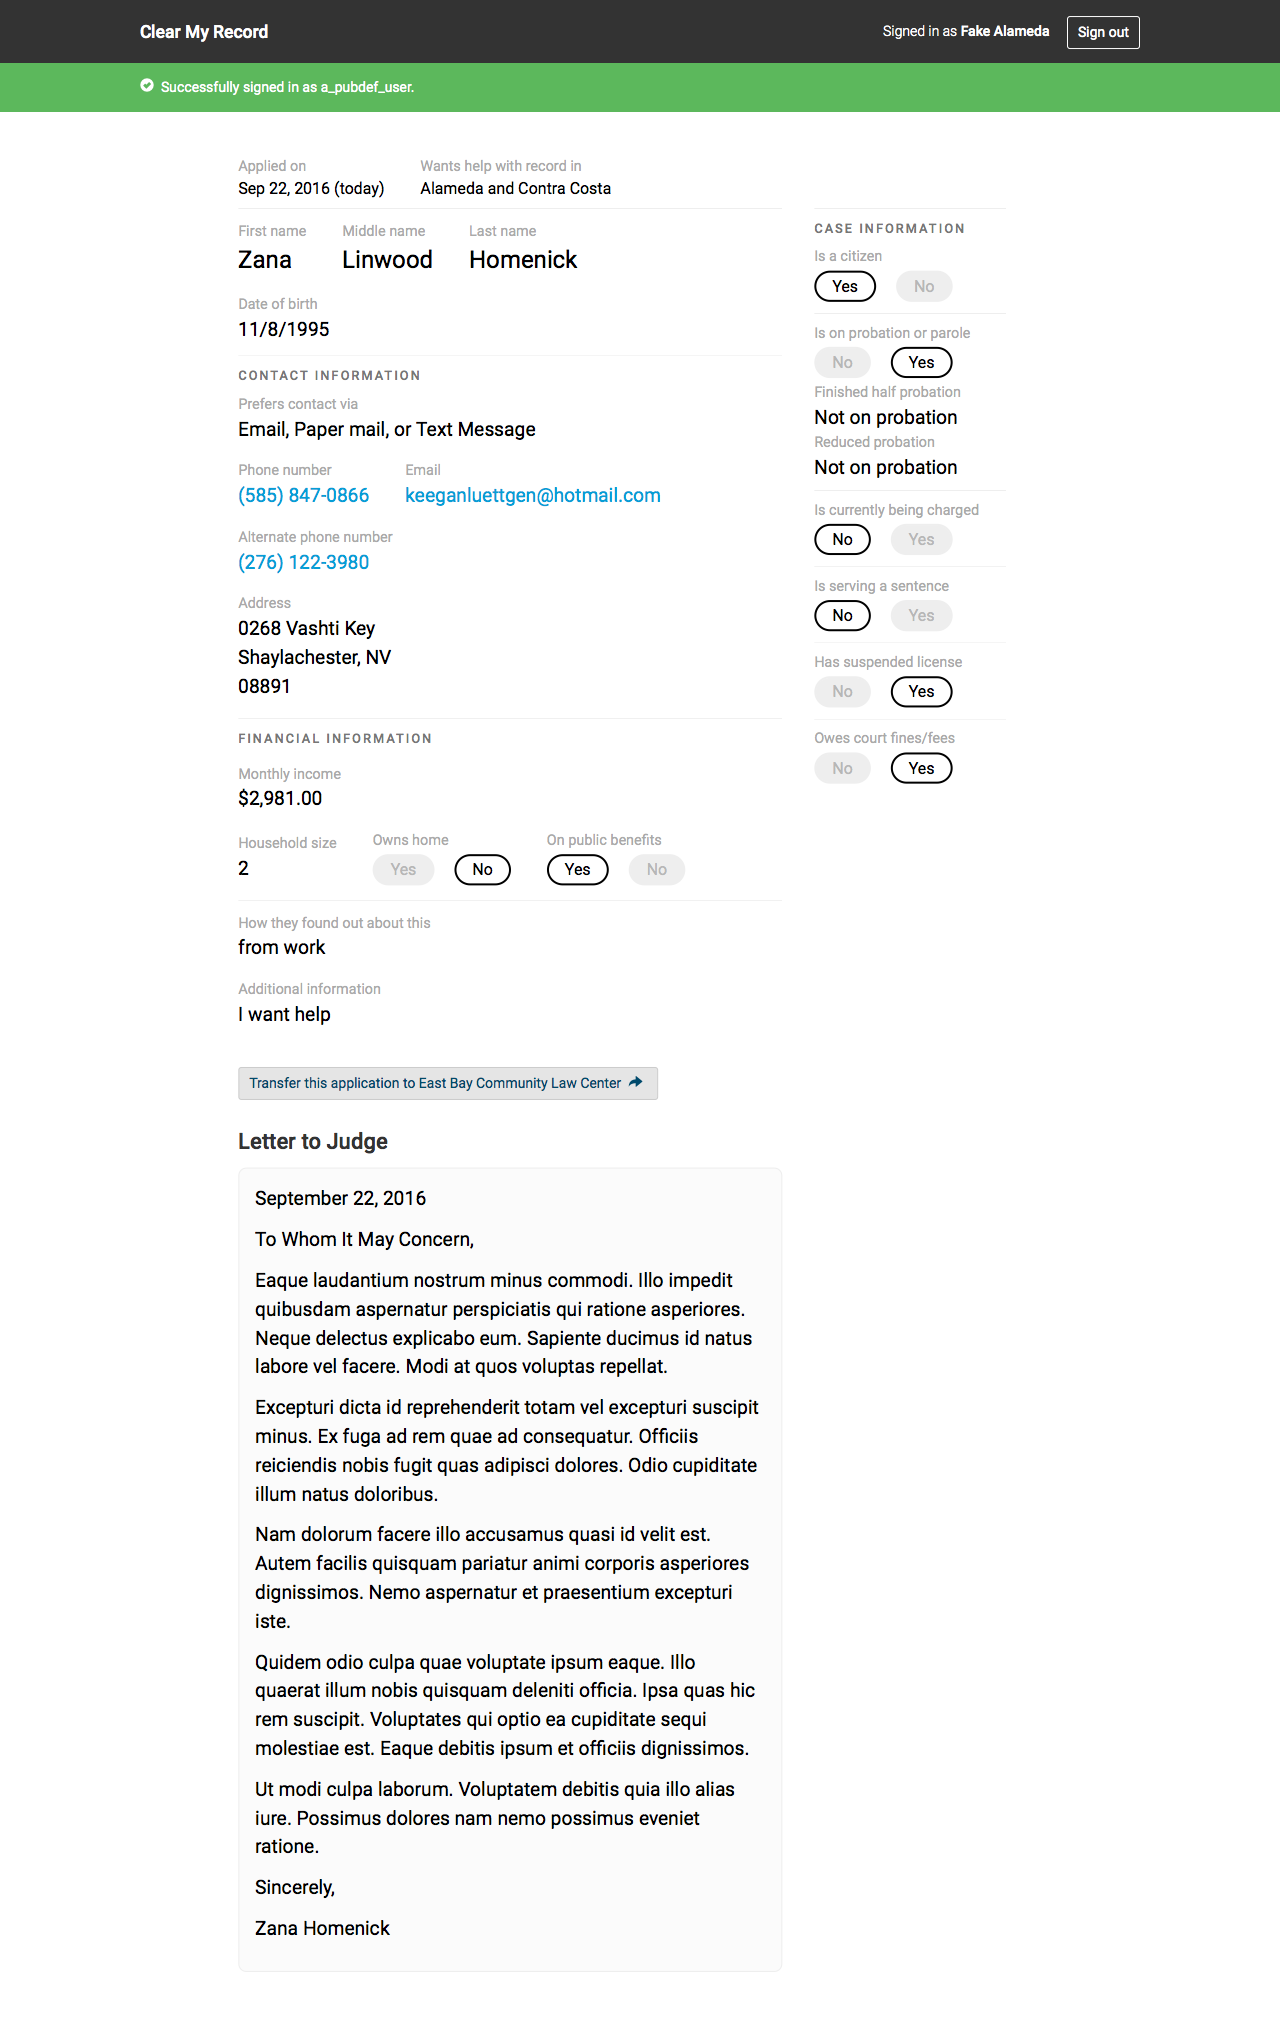 Clear My Record
Signed in as Fake Alameda
Sign out
Successfully signed in as a_pubdef_user.
Applied on
Sep 22, 2016 (today)
Wants help with record in
Alameda and Contra Costa
First name
Zana
Middle name
Linwood
Last name
Homenick
Date of birth
11/8/1995
CONTACT INFORMATION
Prefers contact via
Email, Paper mail, or Text Message
Phone number
(585) 847-0866
Email
keeganluettgen@hotmail.com
Alternate phone number
(276) 122-3980
Address
0268 Vashti Key
Shaylachester, NV
08891
FINANCIAL INFORMATION
Monthly income
$2,981.00
Household size
2
Owns home
Yes No
On public benefits
Yes No
How they found out about this
from work
Additional information
I want help
Transfer this application to East Bay Community Law Center
CASE INFORMATION
Is a citizen
Yes No
Is on probation or parole
No Yes
Finished half probation
Not on probation
Reduced probation
Not on probation
Is currently being charged
No Yes
Is serving a sentence
No Yes
Has suspended license
No Yes
Owes court fines/fees
No Yes
Letter to Judge
September 22, 2016
To Whom It May Concern,
Eaque laudantium nostrum minus commodi. Illo impedit
quibusdam aspernatur perspiciatis qui ratione asperiores.
Neque delectus explicabo eum. Sapiente ducimus id natus
labore vel facere. Modi at quos voluptas repellat.
Excepturi dicta id reprehenderit totam vel excepturi suscipit
minus. Ex fuga ad rem quae ad consequatur. Officiis
reiciendis nobis fugit quas adipisci dolores. Odio cupiditate
illum natus doloribus.
Nam dolorum facere illo accusamus quasi id velit est.
Autem facilis quisquam pariatur animi corporis asperiores
dignissimos. Nemo aspernatur et praesentium excepturi
iste.
Quidem odio culpa quae voluptate ipsum eaque. Illo
quaerat illum nobis quisquam deleniti officia. Ipsa quas hic
rem suscipit. Voluptates qui optio ea cupiditate sequi
molestiae est. Eaque debitis ipsum et officiis dignissimos.
Ut modi culpa laborum. Voluptatem debitis quia illo alias
iure. Possimus dolores nam nemo possimus eveniet
ratione.
Sincerely,
Zana Homenick